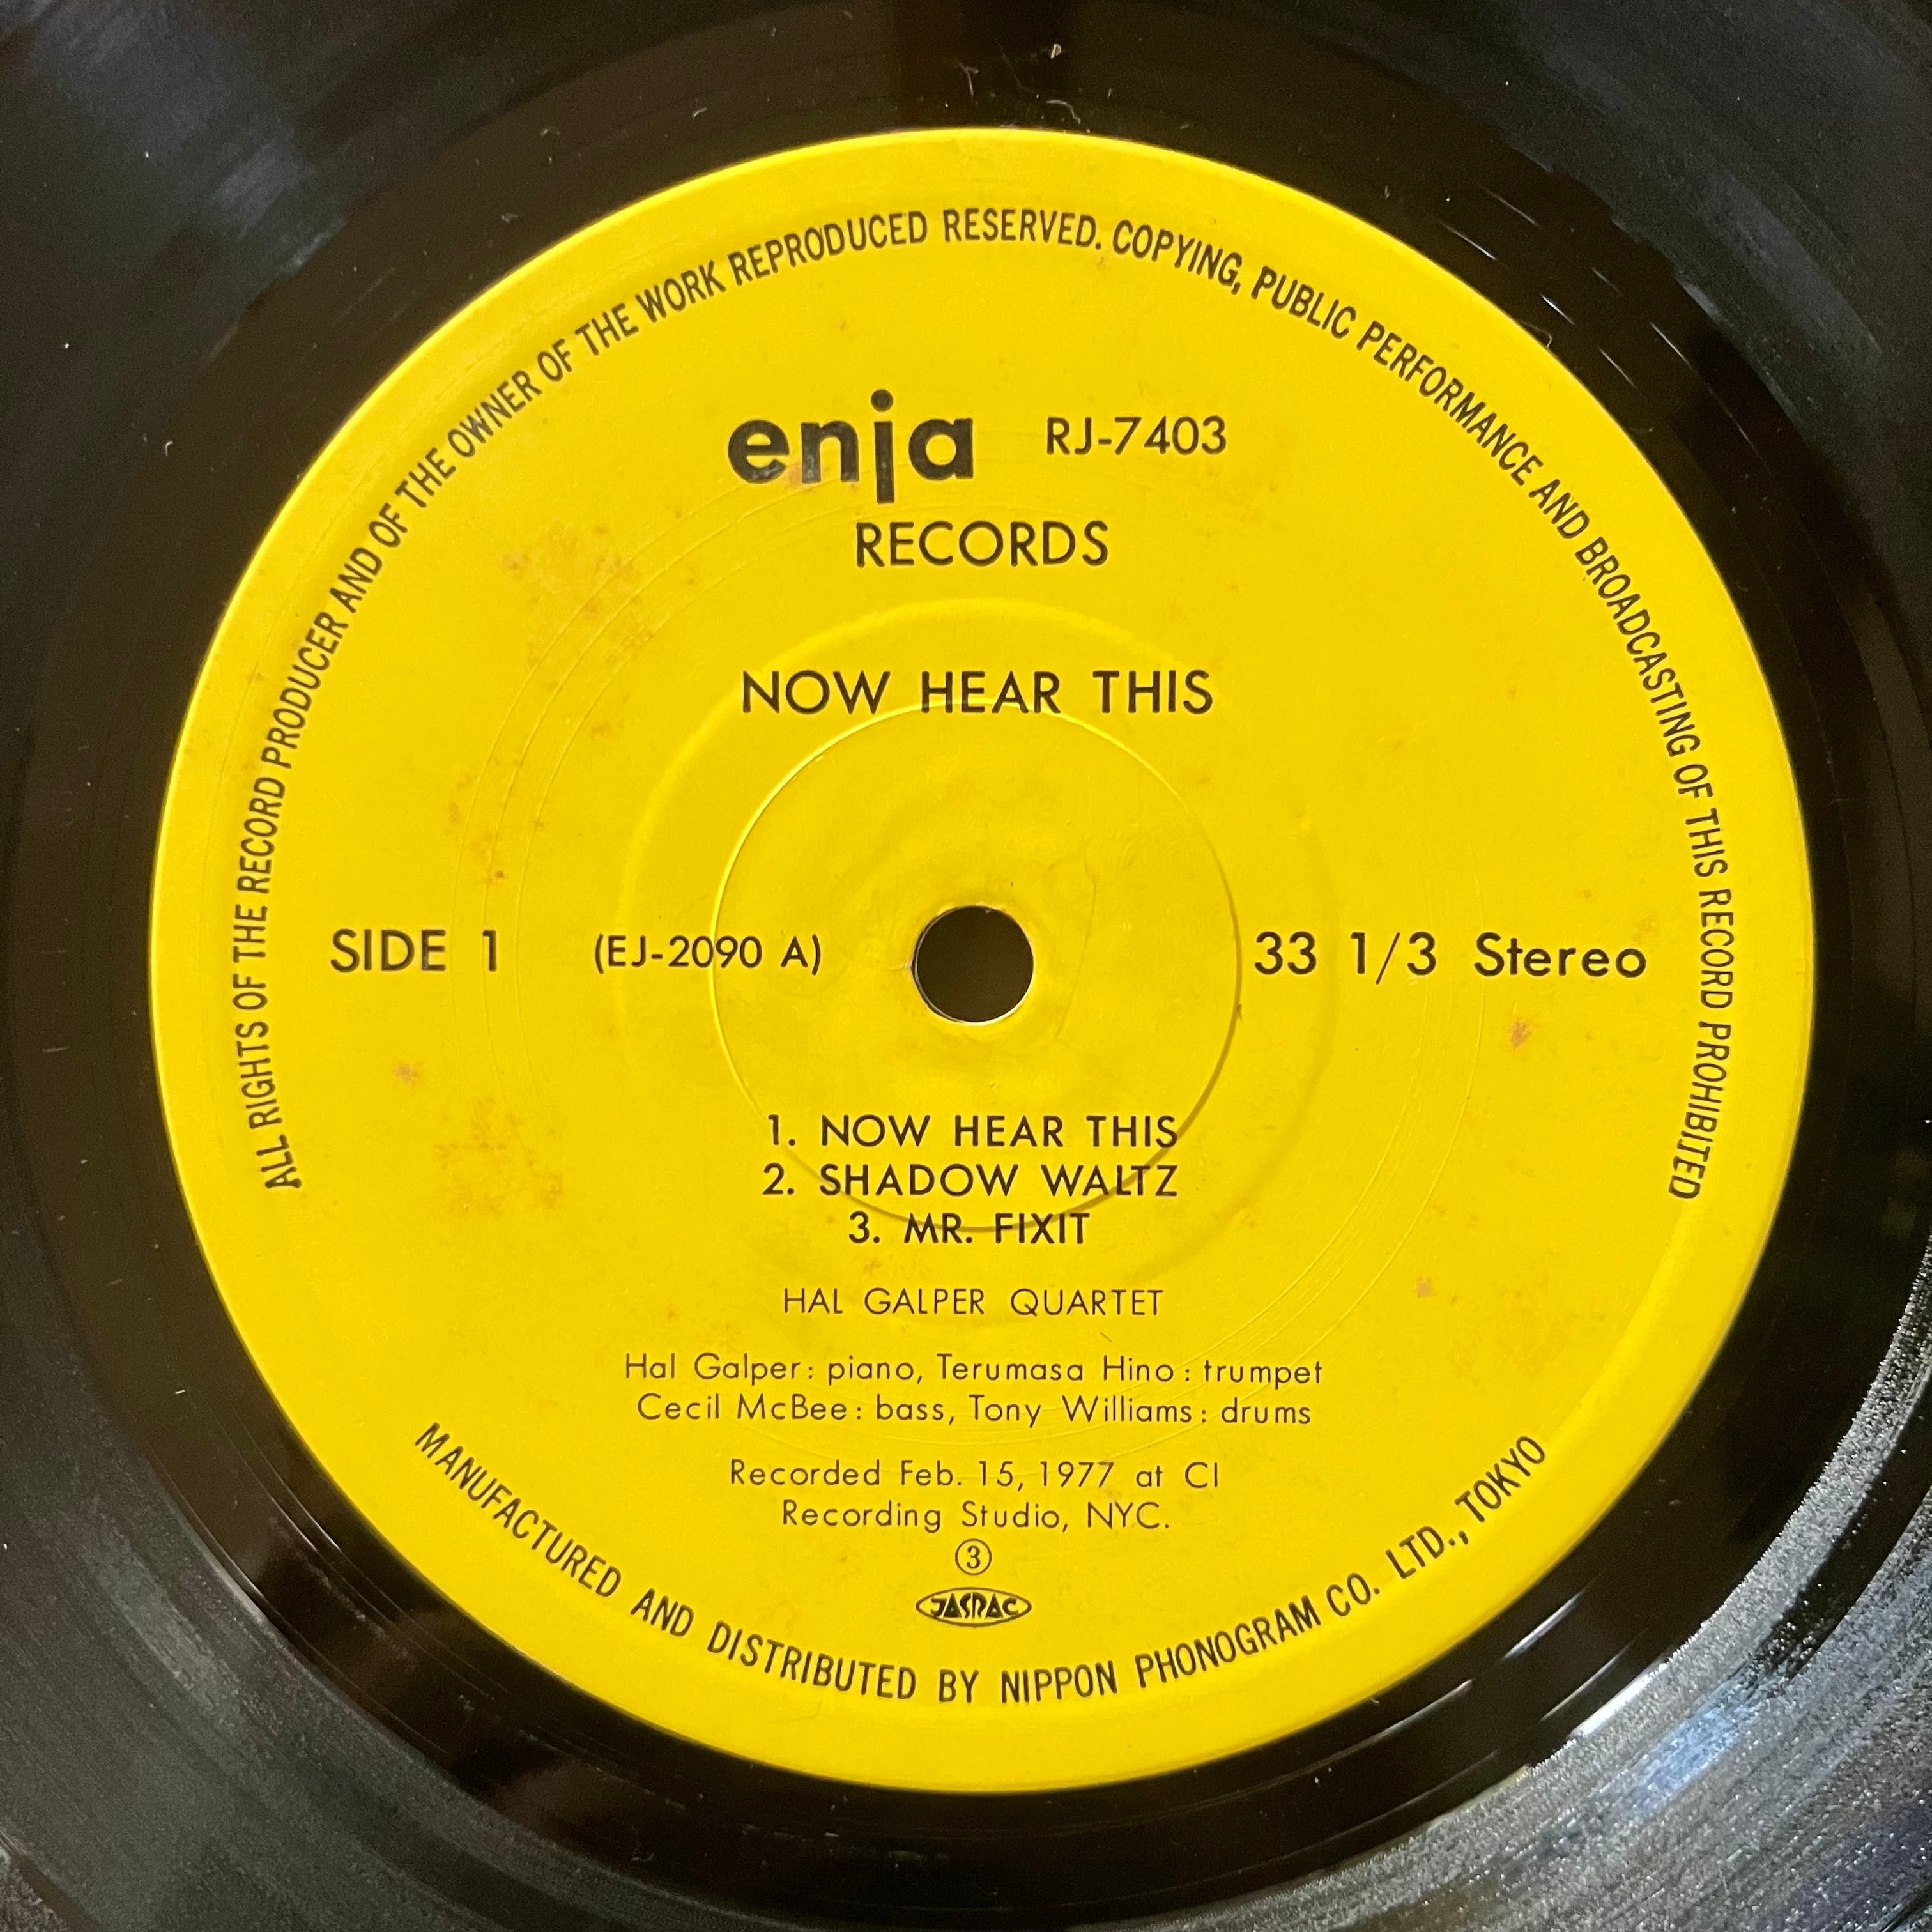 ALL RIGHTS OF THE RECORD PRODUCER AND OF THE OWNER OF THE WORK REPRODUCED RESERVED. COPYING, PUBLIC PERFORMANCE AND BROADCASTING OF THIS RECORD PROHIBITED
enja RJ-7403
RECORDS
NOW HEAR THIS
SIDE 1 (EJ-2090 A) 33 1/3 Stereo
1. NOW HEAR THIS
2. SHADOW WALTZ
3. MR. FIXIT
HAL GALPER QUARTET
Hal Galper: piano, Terumasa Hino: trumpet
Cecil McBee: bass, Tony Williams: drums
Recorded Feb. 15, 1977 at CI
Recording Studio, NYC.
③
JASRAC
MANUFACTURED AND DISTRIBUTED BY NIPPON PHONOGRAM CO. LTD., TOKYO